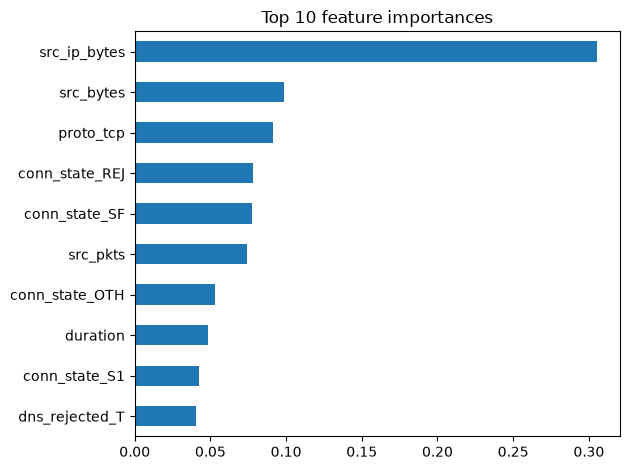 Top 10 feature importances
src_ip_bytes
src_bytes
proto_tcp
conn_state_REJ
conn_state_SF
src_pkts
conn_state_OTH
duration
conn_state_S1
dns_rejected_T
0.00 0.05 0.10 0.15 0.20 0.25 0.30